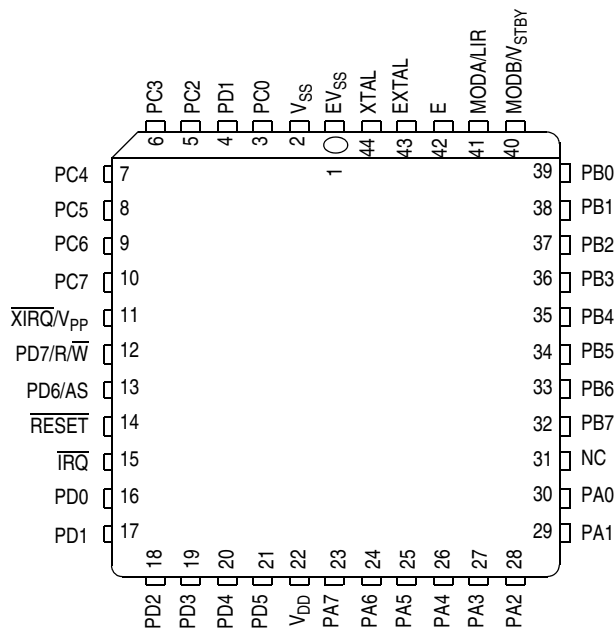 PC3
PC2
PD1
PC0
VSS
EVSS
XTAL
EXTAL
E
MODA/LIR
MODB/VSTBY
6
5
4
3
2
1
44
43
42
41
40
PC4 7
PC5 8
PC6 9
PC7 10
XIRQ/VPP 11
PD7/R/W 12
PD6/AS 13
RESET 14
IRQ 15
PD0 16
PD1 17
39 PB0
38 PB1
37 PB2
36 PB3
35 PB4
34 PB5
33 PB6
32 PB7
31 NC
30 PA0
29 PA1
18
19
20
21
22
23
24
25
26
27
28
PD2
PD3
PD4
PD5
VDD
PA7
PA6
PA5
PA4
PA3
PA2